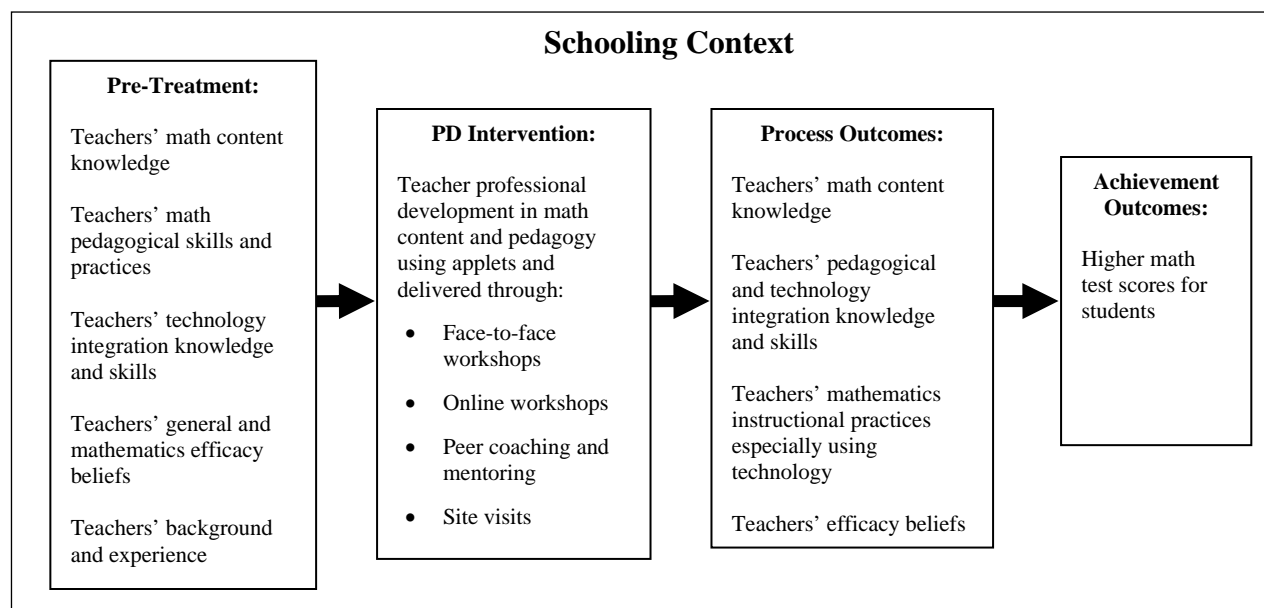 Schooling Context
Pre-Treatment:
Teachers’ math content
knowledge
Teachers’ math
pedagogical skills and
practices
Teachers’ technology
integration knowledge
and skills
Teachers’ general and
mathematics efficacy
beliefs
Teachers’ background
and experience
PD Intervention:
Teacher professional
development in math
content and pedagogy
using applets and
delivered through:
• Face-to-face
workshops
• Online workshops
• Peer coaching and
mentoring
• Site visits
Process Outcomes:
Teachers’ math content
knowledge
Teachers’ pedagogical
and technology
integration knowledge
and skills
Teachers’ mathematics
instructional practices
especially using
technology
Teachers’ efficacy beliefs
Achievement
Outcomes:
Higher math
test scores for
students